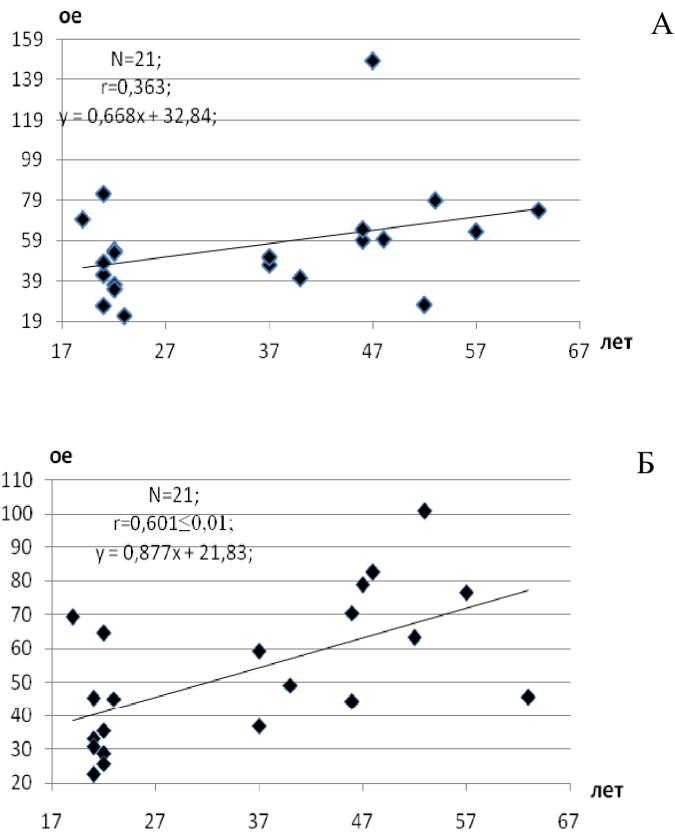 ое
А
159
N=21;
139
r=0,363;
119
y = 0,668x + 32,84;
99
79
59
39
19
17 27 37 47 57 67 лет
ое
Б
110
N=21;
100
r=0,601≤0,01;
90
y = 0,877x + 21,83;
80
70
60
50
40
30
20
17 27 37 47 57 67 лет